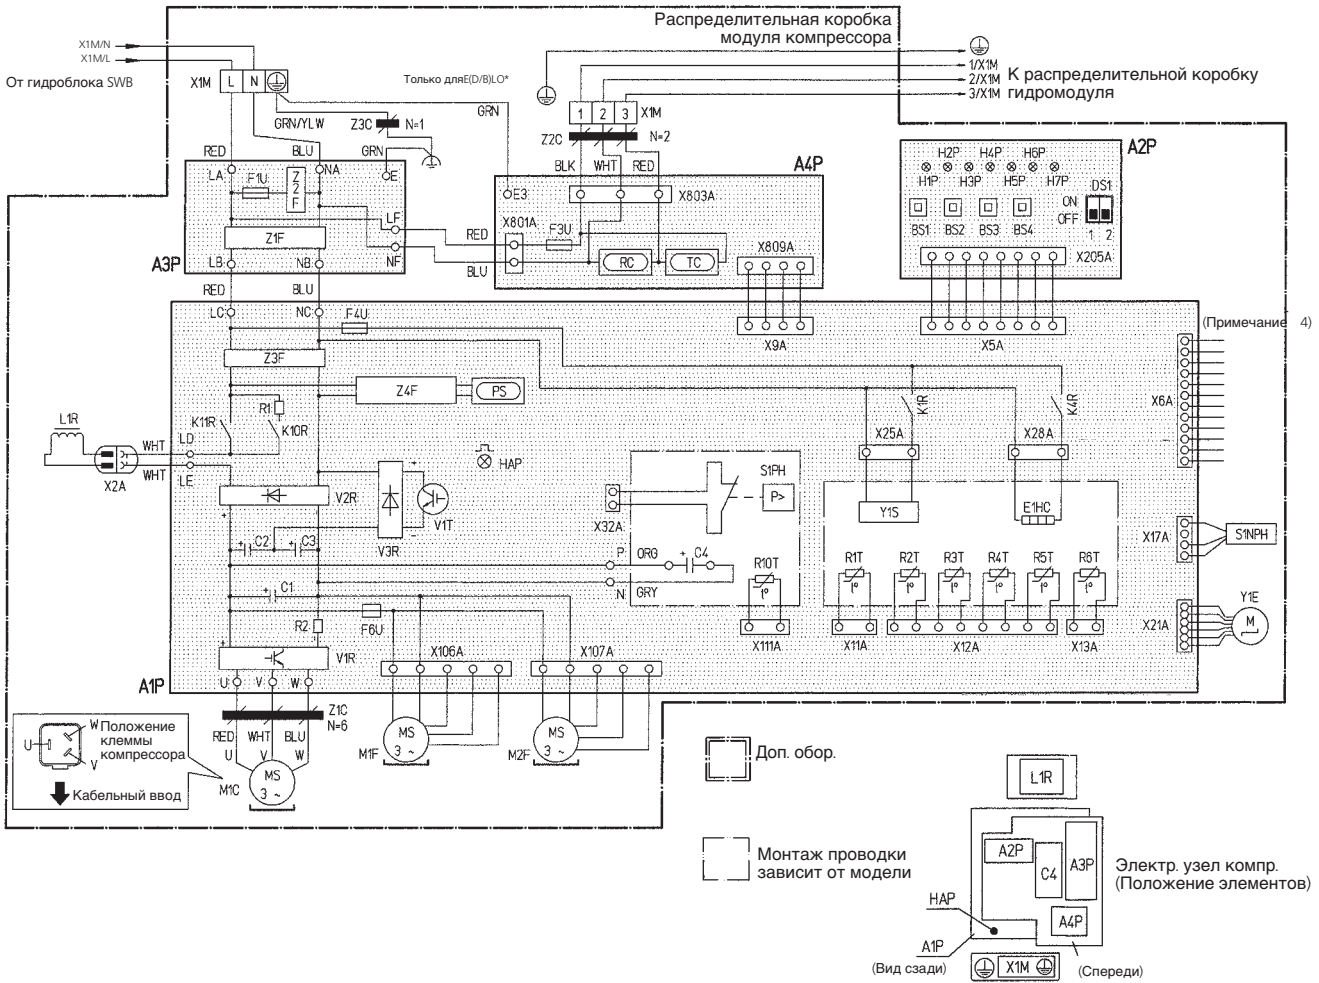 Распределительная коробка
модуля компрессора
X1M/N
X1M/L
От гидроблока SWB
X1M
L N
Только дляE(D/B)LO*
1/X1M
2/X1M
3/X1M
К распределительной коробку
гидромодуля
GRN
GRN/YLW
Z3C N=1
1 2 3 X1M
Z2C N=2
RED BLU GRN
BLK WHT RED
A4P
A2P
H2P H4P H6P
H1P H3P H5P H7P
DS1
ON
OFF
1 2
BS1 BS2 BS3 BS4
X205A
LA NA E
F1U
Z2F
LF
NF
Z1F
A3P
LB NB
E3
X801A
X803A
RED
BLU
F3U
RC TC
X809A
RED BLU
LC NC
F4U
X9A
X5A
(Примечание 4)
Z3F
Z4F
PS
R1
K11R
K10R
K1R
K4R
X6A
L1R
WHT LD
WHT LE
X2A
HAP
X25A
X28A
V2R
V3R
V1T
S1PH
P>
X32A
Y1S
E1HC
C2 C3
X17A
S1NPH
P ORG
C4
N GRY
C1
R10T
R1T R2T R3T R4T R5T R6T
t°
t°
t°
t°
t°
t°
t°
R2
F6U
X111A
X11A
X12A
X13A
X21A
Y1E
M
V1R
X106A
X107A
A1P
U V W
Z1C
N=6
RED WHT BLU
U V W
MS
3 ~
M1C
MS
3 ~
M1F
MS
3 ~
M2F
W
U
V
Положение
клеммы
компрессора
Кабельный ввод
Доп. обор.
Монтаж проводки
зависит от модели
L1R
A2P
C4
A3P
A4P
HAP
A1P
(Вид сзади)
X1M
(Спереди)
Электр. узел компр.
(Положение элементов)